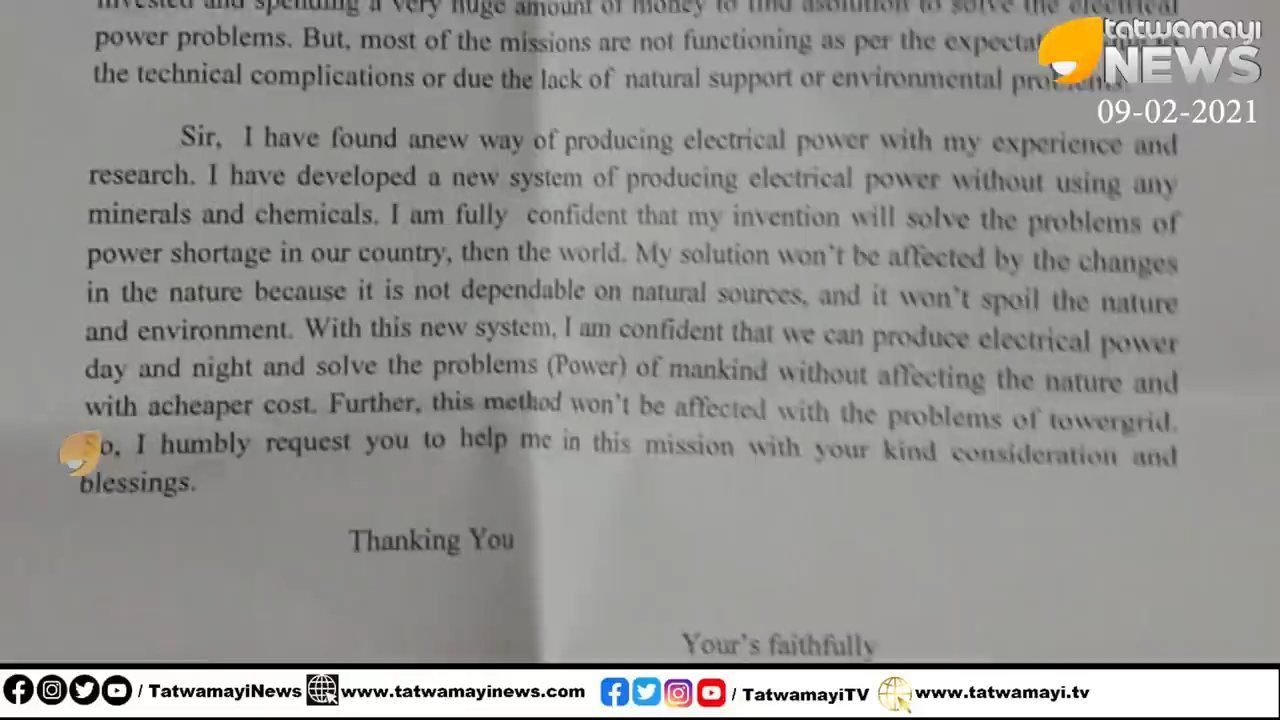 invested and spending a very huge amount of money to find asolution to solve the electrical
power problems. But, most of the missions are not functioning as per the
the technical complications or due the lack of natural support or environmental problems.
Sir, I have found anew way of producing electrical power with my experience and
research. I have developed a new system of producing electrical power without using any
minerals and chemicals. I am fully confident that my invention will solve the problems of
power shortage in our country, then the world. My solution won't be affected by the changes
in the nature because it is not dependable on natural sources, and it won't spoil the nature
and environment. With this new system, I am confident that we can produce electrical power
day and night and solve the problems (Power) of mankind without affecting the nature and
with acheaper cost. Further, this method won't be affected with the problems of towergrid.
So, I humbly request you to help me in this mission with your kind consideration and
blessings.
Thanking You
Your's faithfully
tatwamayi
NEWS
09-02-2021
/ TatwamayiNews www.tatwamayinews.com / TatwamayiTV www.tatwamayi.tv